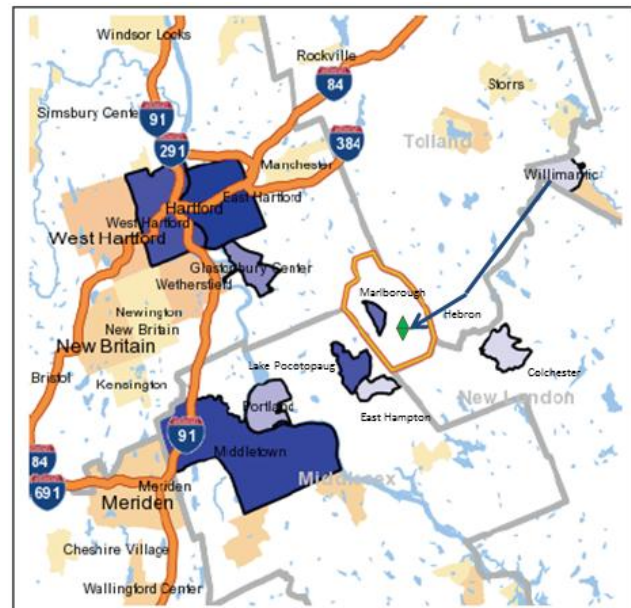 Windsor Locks
Rockville
84
Simsbury Center
91
Storrs
291
384
Tolland
Manchester
Willimantic
East Hartford
Hartford
West Hartford
West Hartford
Glastonbury Center
Wethersfield
Marlborough
Hebron
Newington
New Britain
New Britain
Lake Pocotopaug
Colchester
Bristol
Kensington
East Hampton
New London
Portland
91
Middletown
84
691
Meriden
Meriden
Middlesex
Cheshire Village
Wallingford Center